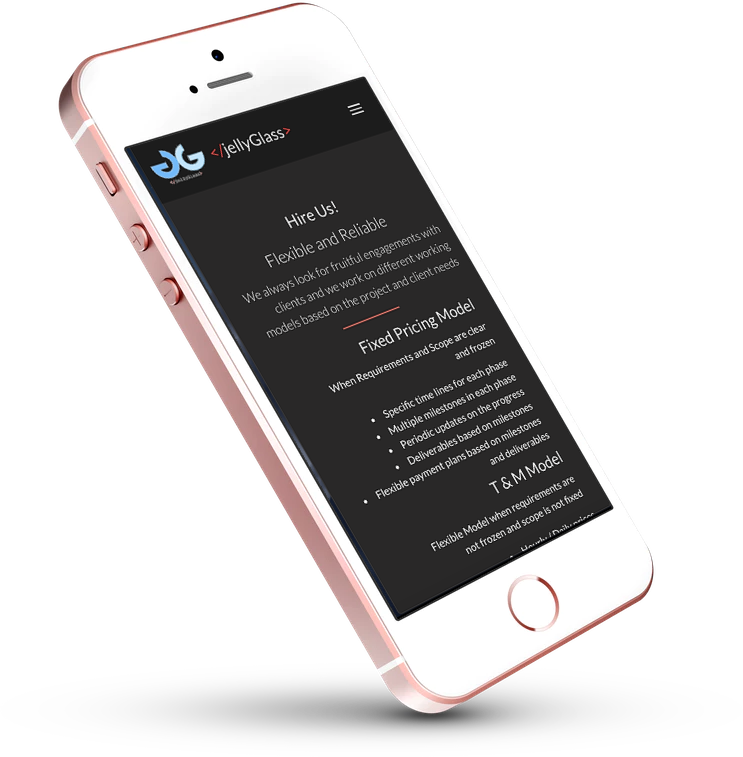 </jellyGlass>
Hire Us!
Flexible and Reliable
We always look for fruitful engagements with
clients and we work on different working
models based on the project and client needs
Fixed Pricing Model
When Requirements and Scope are clear
and frozen
• Specific time lines for each phase
• Multiple milestones in each phase
• Periodic updates on the progress
• Deliverables based on milestones
• Flexible payment plans based on milestones
and deliverables
T & M Model
Flexible Model when requirements are
not frozen and scope is not fixed
• Hourly / Daily prices